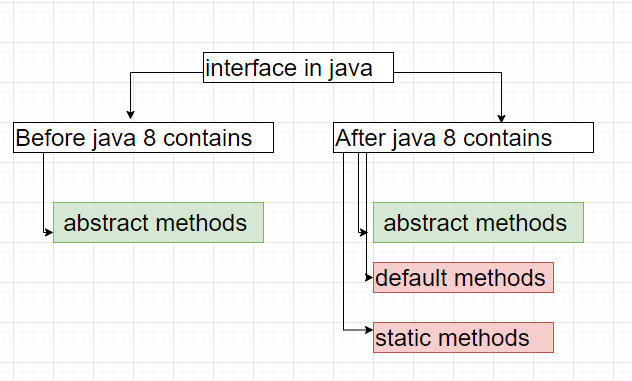 interface in java
Before java 8 contains
After java 8 contains
abstract methods
abstract methods
default methods
static methods